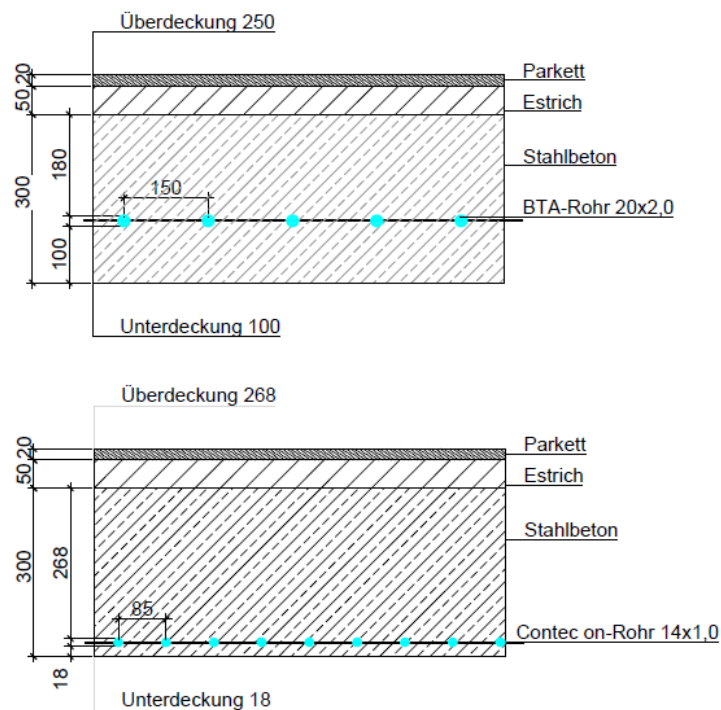 Überdeckung 250
20
Parkett
50
Estrich
180
Stahlbeton
300
150
BTA-Rohr 20x2,0
100
Unterdeckung 100
Überdeckung 268
20
Parkett
50
Estrich
Stahlbeton
268
300
85
Contec on-Rohr 14x1,0
18
Unterdeckung 18